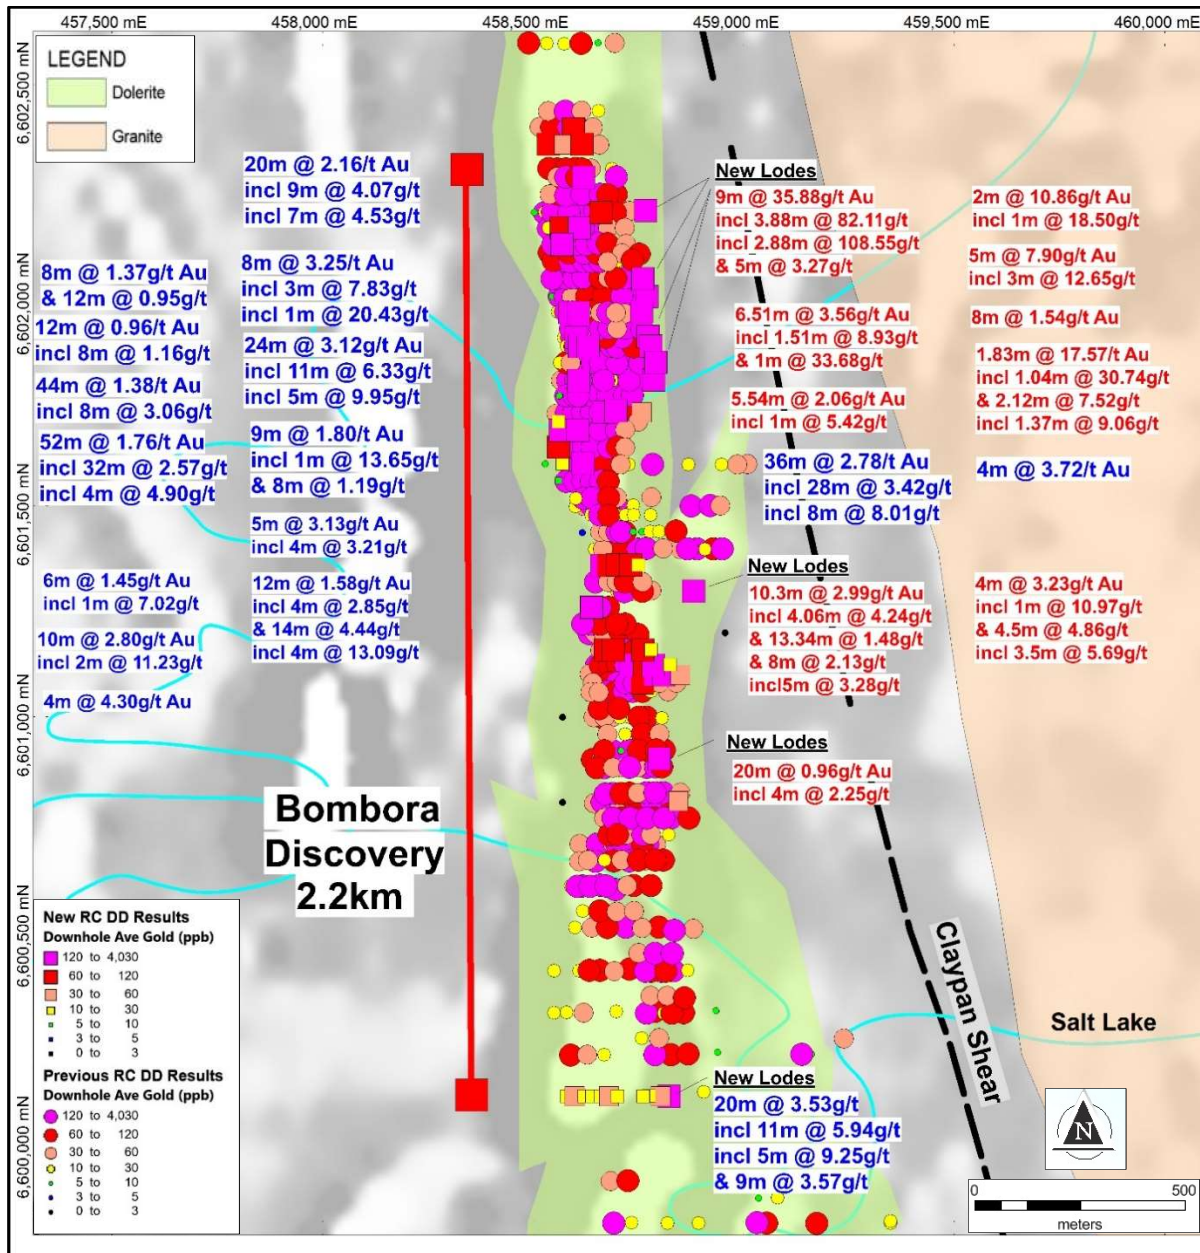 457,500 mE
458,000 mE
458,500 mE
459,000 mE
459,500 mE
460,000 mE
6,602,500 mN
6,602,000 mN
6,601,500 mN
6,601,000 mN
6,600,500 mN
6,600,000 mN
LEGEND
Dolerite
Granite
20m @ 2.16/t Au
incl 9m @ 4.07g/t
incl 7m @ 4.53g/t
8m @ 1.37g/t Au
& 12m @ 0.95g/t
12m @ 0.96/t Au
incl 8m @ 1.16g/t
44m @ 1.38/t Au
incl 8m @ 3.06g/t
52m @ 1.76/t Au
incl 32m @ 2.57g/t
incl 4m @ 4.90g/t
6m @ 1.45g/t Au
incl 1m @ 7.02g/t
10m @ 2.80g/t Au
incl 2m @ 11.23g/t
4m @ 4.30g/t Au
8m @ 3.25/t Au
incl 3m @ 7.83g/t
incl 1m @ 20.43g/t
24m @ 3.12g/t Au
incl 11m @ 6.33g/t
incl 5m @ 9.95g/t
9m @ 1.80/t Au
incl 1m @ 13.65g/t
& 8m @ 1.19g/t
5m @ 3.13g/t Au
incl 4m @ 3.21g/t
12m @ 1.58g/t Au
incl 4m @ 2.85g/t
& 14m @ 4.44g/t
incl 4m @ 13.09g/t
New Lodes
9m @ 35.88g/t Au
incl 3.88m @ 82.11g/t
incl 2.88m @ 108.55g/t
& 5m @ 3.27g/t
6.51m @ 3.56g/t Au
incl 1.51m @ 8.93g/t
& 1m @ 33.68g/t
5.54m @ 2.06g/t Au
incl 1m @ 5.42g/t
36m @ 2.78/t Au
incl 28m @ 3.42g/t
incl 8m @ 8.01g/t
2m @ 10.86g/t Au
incl 1m @ 18.50g/t
5m @ 7.90g/t Au
incl 3m @ 12.65g/t
8m @ 1.54g/t Au
1.83m @ 17.57/t Au
incl 1.04m @ 30.74g/t
& 2.12m @ 7.52g/t
incl 1.37m @ 9.06g/t
4m @ 3.72/t Au
New Lodes
10.3m @ 2.99g/t Au
incl 4.06m @ 4.24g/t
& 13.34m @ 1.48g/t
& 8m @ 2.13g/t
incl5m @ 3.28g/t
4m @ 3.23g/t Au
incl 1m @ 10.97g/t
& 4.5m @ 4.86g/t
incl 3.5m @ 5.69g/t
New Lodes
20m @ 0.96g/t Au
incl 4m @ 2.25g/t
Bombora
Discovery
2.2km
Claypan Shear
Salt Lake
New Lodes
20m @ 3.53g/t
incl 11m @ 5.94g/t
incl 5m @ 9.25g/t
& 9m @ 3.57g/t
New RC DD Results
Downhole Ave Gold (ppb)
120 to 4,030
60 to 120
30 to 60
10 to 30
5 to 10
3 to 5
0 to 3
Previous RC DD Results
Downhole Ave Gold (ppb)
120 to 4,030
60 to 120
30 to 60
10 to 30
5 to 10
3 to 5
0 to 3
N
0 500
meters